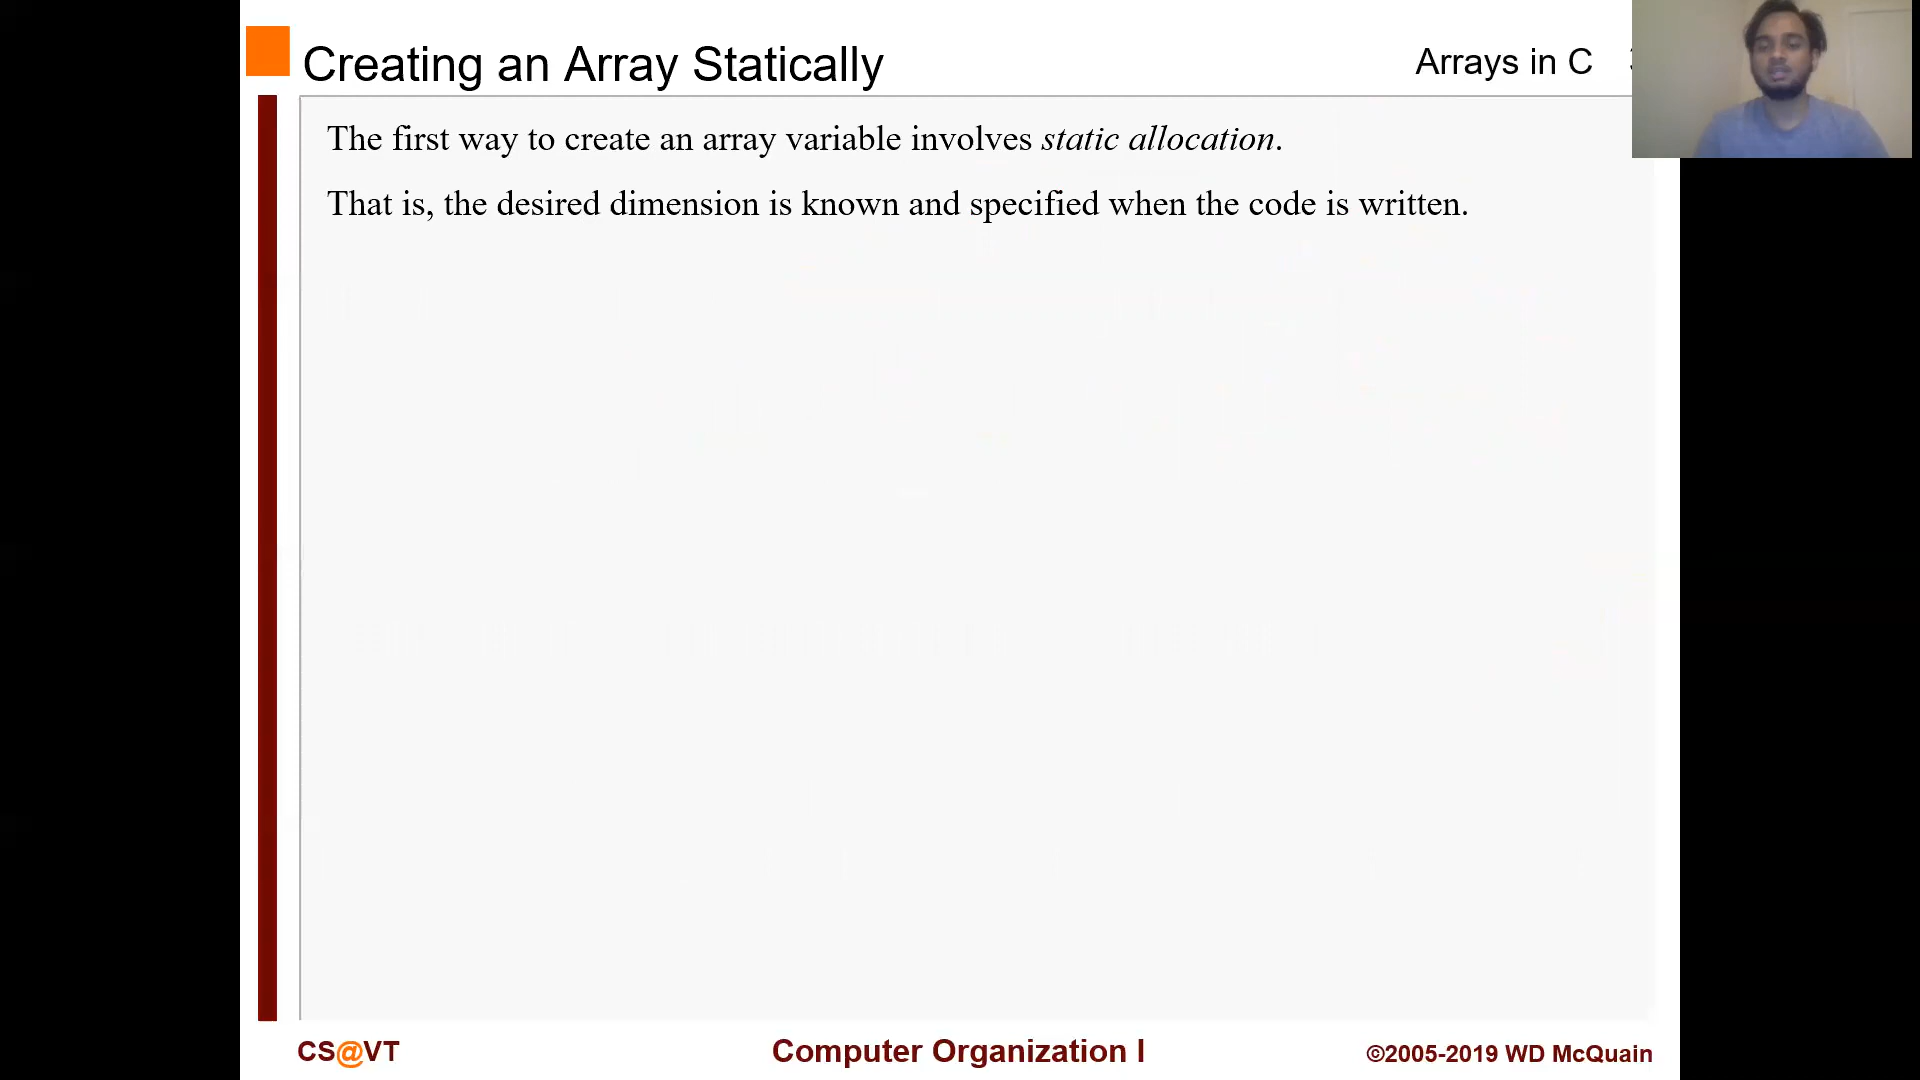 Creating an Array Statically
Arrays in C
The first way to create an array variable involves static allocation.
That is, the desired dimension is known and specified when the code is written.
CS@VT
Computer Organization I
©2005-2019 WD McQuain